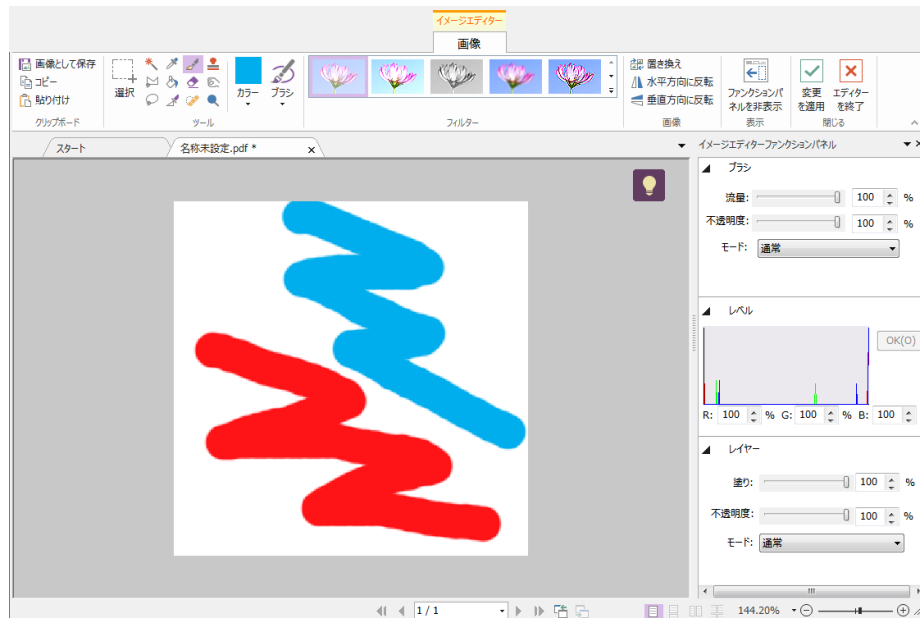 イメージエディター
画像
画像として保存
コピー
貼り付け
クリップボード
選択
ツール
カラー
ブラシ
フィルター
置き換え
水平方向に反転
垂直方向に反転
画像
ファンクションパネルを非表示
表示
変更を適用
エディターを終了
閉じる
スタート
名称未設定.pdf * x
イメージエディターファンクションパネル
ブラシ
流量: 100 %
不透明度: 100 %
モード: 通常
レベル
OK(O)
R: 100 % G: 100 % B: 100
レイヤー
塗り: 100 %
不透明度: 100 %
モード: 通常
1 / 1
144.20%